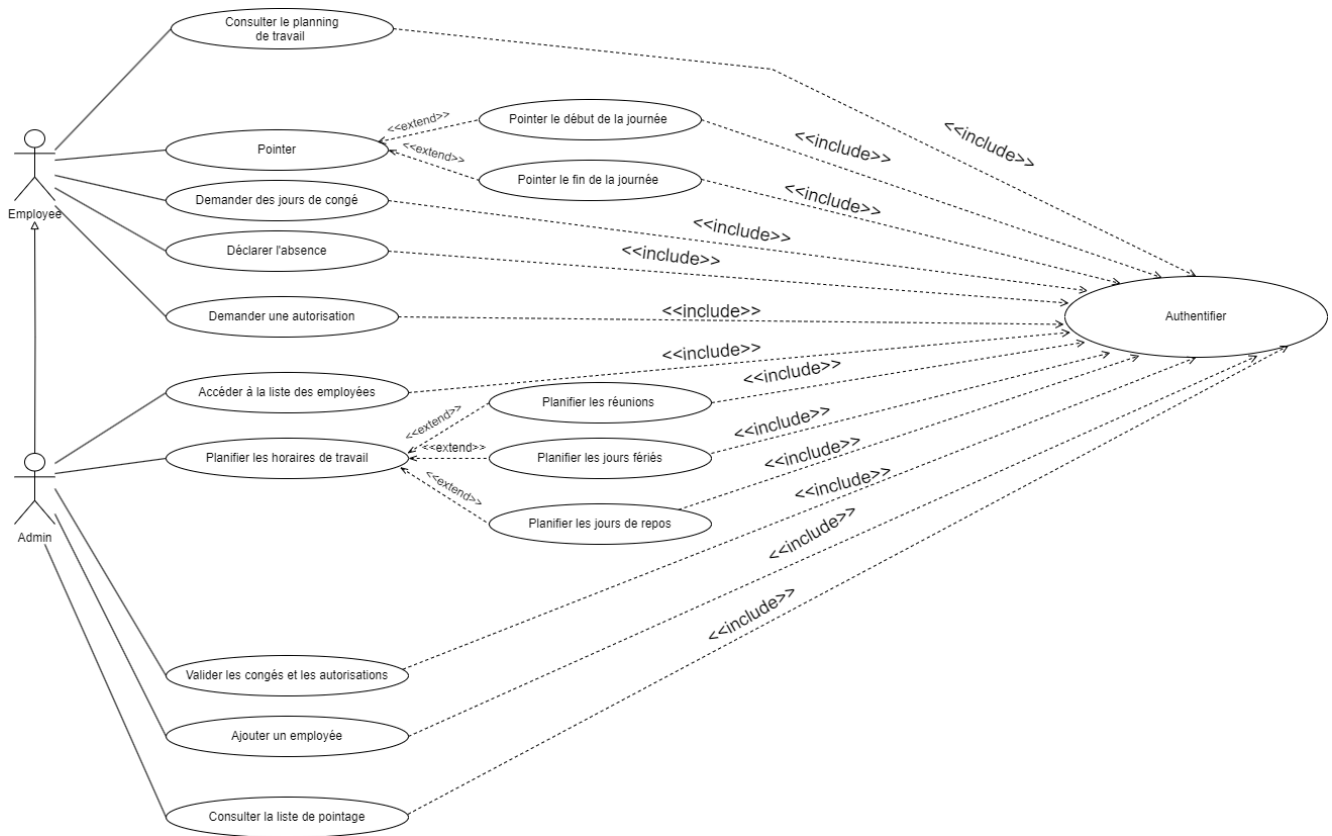 Consulter le planning
de travail
<<include>>
Pointer
<<extend>>
<<extend>>
Pointer le début de la journée
<<include>>
Pointer le fin de la journée
<<include>>
Employee
Demander des jours de congé
<<include>>
Déclarer l'absence
<<include>>
Demander une autorisation
<<include>>
Authentifier
Accéder à la liste des employées
<<include>>
Planifier les horaires de travail
<<extend>>
<<extend>>
<<extend>>
Planifier les réunions
<<include>>
Planifier les jours fériés
<<include>>
Planifier les jours de repos
<<include>>
Admin
Valider les congés et les autorisations
<<include>>
Ajouter un employée
<<include>>
Consulter la liste de pointage
<<include>>